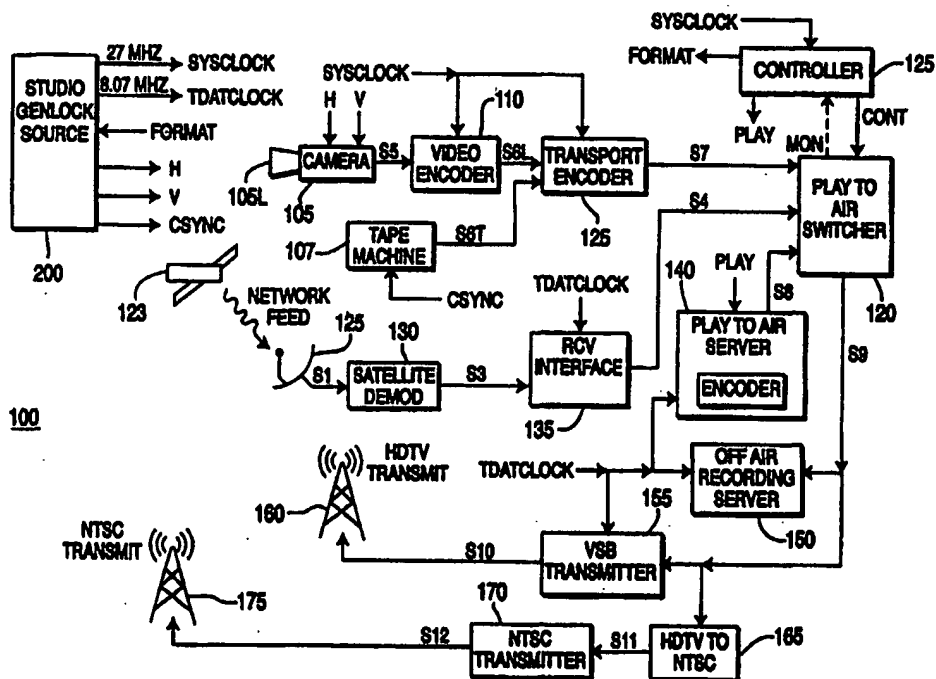 SYSCLOCK
27 MHZ
SYSCLOCK
8.07 MHZ
TDATCLOCK
STUDIO
GENLOCK
SOURCE
FORMAT
H
V
CSYNC
200
SYSCLOCK
110
H
V
CAMERA
S5
VIDEO
ENCODER
S6L
TRANSPORT
ENCODER
S7
105L
105
125
FORMAT
CONTROLLER
125
PLAY
MON
CONT
PLAY TO
AIR
SWITCHER
120
S4
107
TAPE
MACHINE
S6T
CSYNC
123
NETWORK
FEED
125
S1
130
SATELLITE
DEMOD
S3
TDATCLOCK
RCV
INTERFACE
135
140
PLAY
S8
PLAY TO AIR
SERVER
ENCODER
S9
100
HDTV
TRANSMIT
160
TDATCLOCK
OFF AIR
RECORDING
SERVER
150
155
VSB
TRANSMITTER
S10
NTSC
TRANSMIT
175
170
S12
NTSC
TRANSMITTER
S11
HDTV TO
NTSC
165